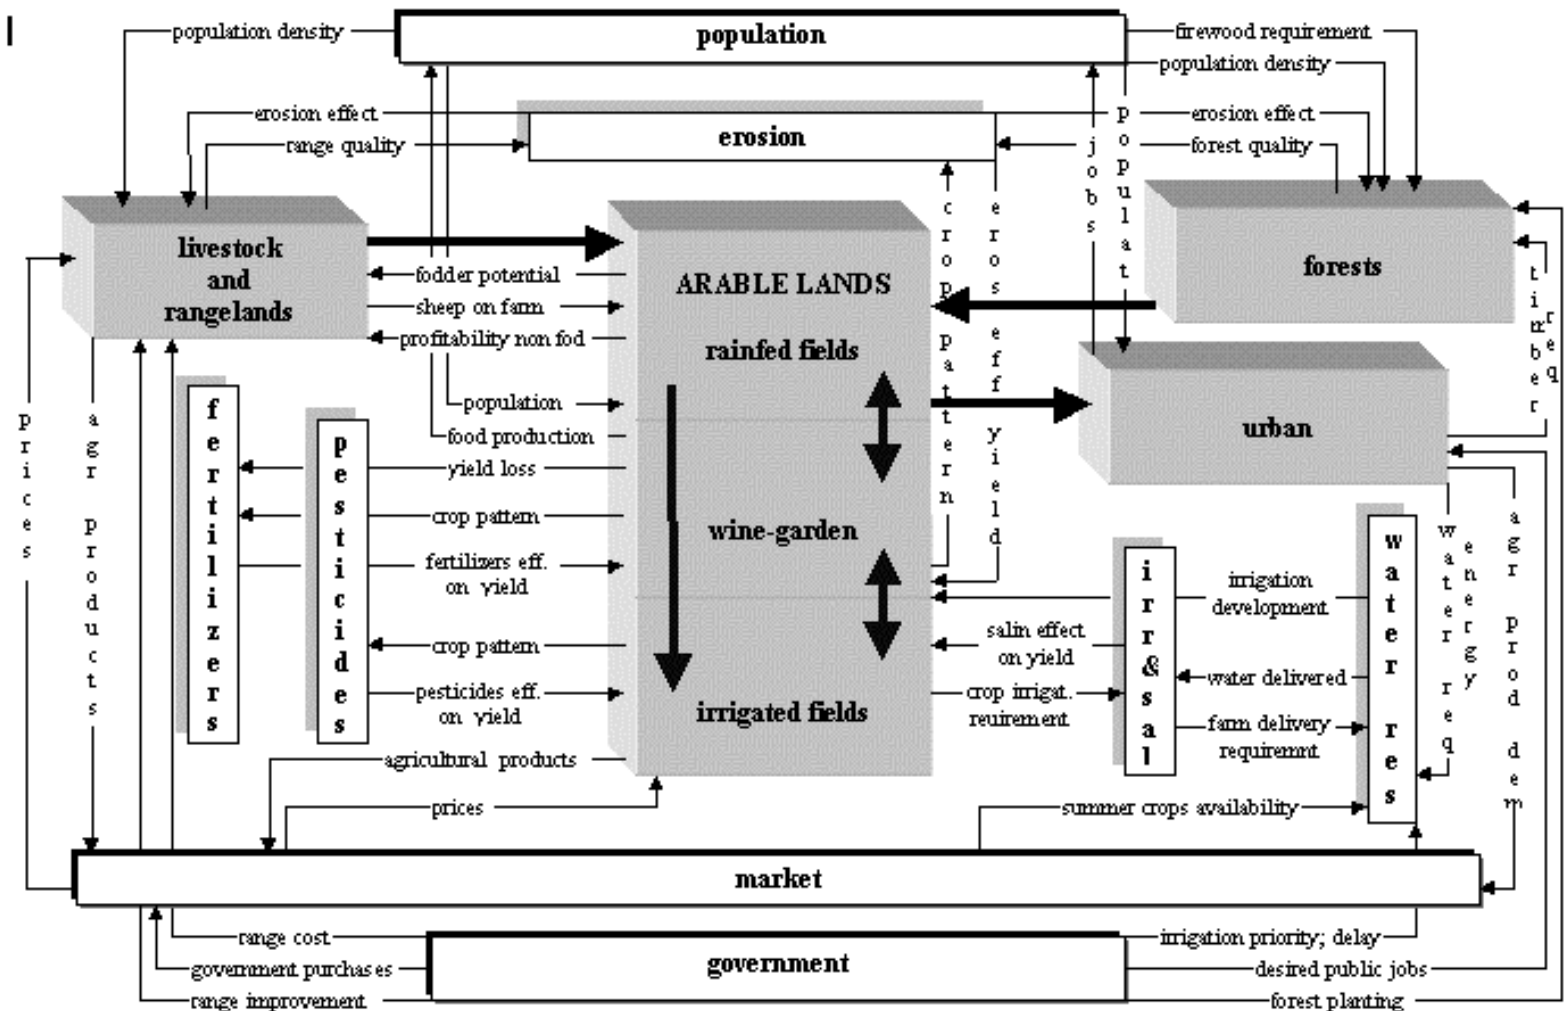 population density
population
firewood requirement
population density
erosion effect
erosion
erosion effect
range quality
forest quality
jobs
populat
livestock
and
rangelands
ARABLE LANDS
forests
fodder potential
sheep on farm
profitability non fod
rainfed fields
crop pattern
eros eff yield
timber
req
population
food production
urban
prices
agr products
fertilizers
pesticides
yield loss
crop pattern
fertilizers eff.
on yield
wine-garden
crop pattern
pesticides eff.
on yield
irrigated fields
irr&sal
water res
irrigation
development
salin effect
on yield
water delivered
crop irrigat.
reuirement
farm delivery
requiremnt
water req
energy
agr prod dem
agricultural products
prices
summer crops availability
market
range cost
irrigation priority; delay
government purchases
government
desired public jobs
range improvement
forest planting